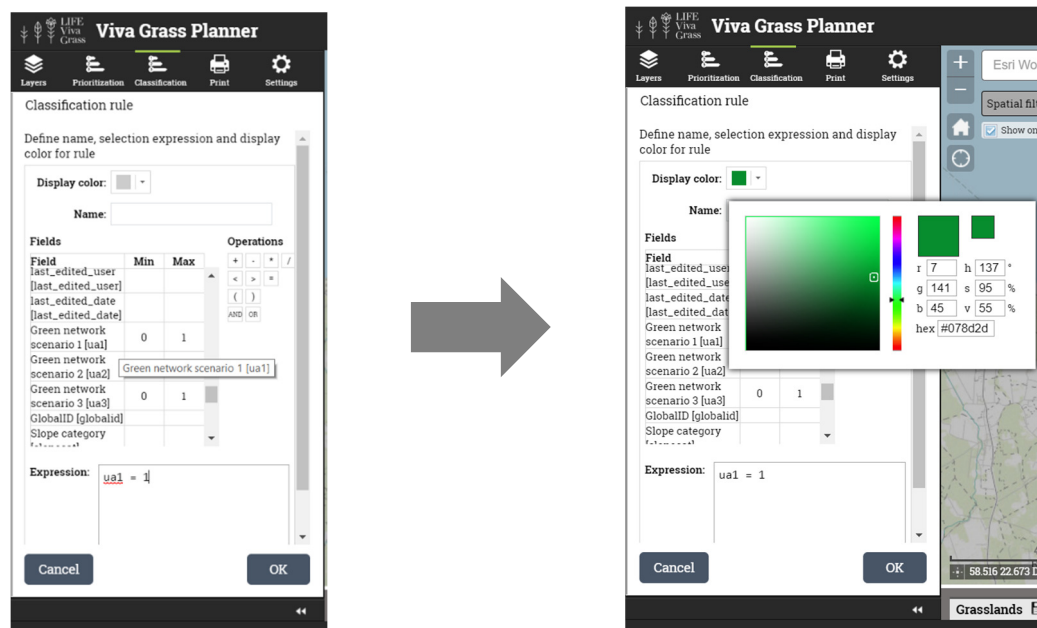 LIFE
Viva
Grass
Viva Grass Planner
Layers Prioritization Classification Print Settings
Classification rule
Define name, selection expression and display
color for rule
Display color:
Name:
Fields Operations
Field Min Max + - * /
last_edited_user
[last_edited_user] < > =
last_edited_date ( )
[last_edited_date] AND OR
Green network
scenario 1 [ua1] 0 1
Green network
scenario 2 [ua2]
Green network scenario 1 [ua1]
Green network
scenario 3 [ua3] 0 1
GlobalID [globalid]
Slope category
Expression: ua1 = 1
Cancel OK
LIFE
Viva
Grass
Viva Grass Planner
Layers Prioritization Classification Print Settings
Classification rule
Define name, selection expression and display
color for rule
Display color:
Name:
Fields
Field
last_edited_use
[last_edited_use
last_edited_date
[last_edited_dat
Green network
scenario 1 [ua1]
Green network
scenario 2 [ua2]
Green network
scenario 3 [ua3] 0 1
GlobalID [globalid]
Slope category
Expression: ua1 = 1
Cancel OK
r 7 h 137 °
g 141 s 95 %
b 45 v 55 %
hex #078d2d
+ Esri Wo
-
Spatial filt
Show on
58.516 22.673 D
Grasslands